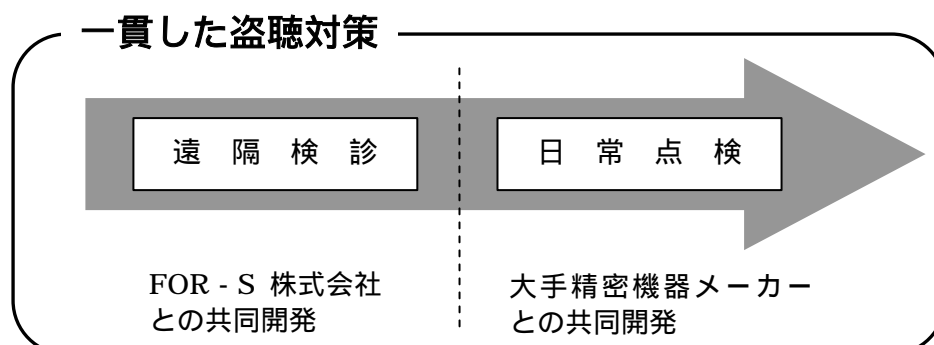 一貫した盗聴対策
遠隔検診
日常点検
FOR - S 株式会社
との共同開発
大手精密機器メーカー
との共同開発